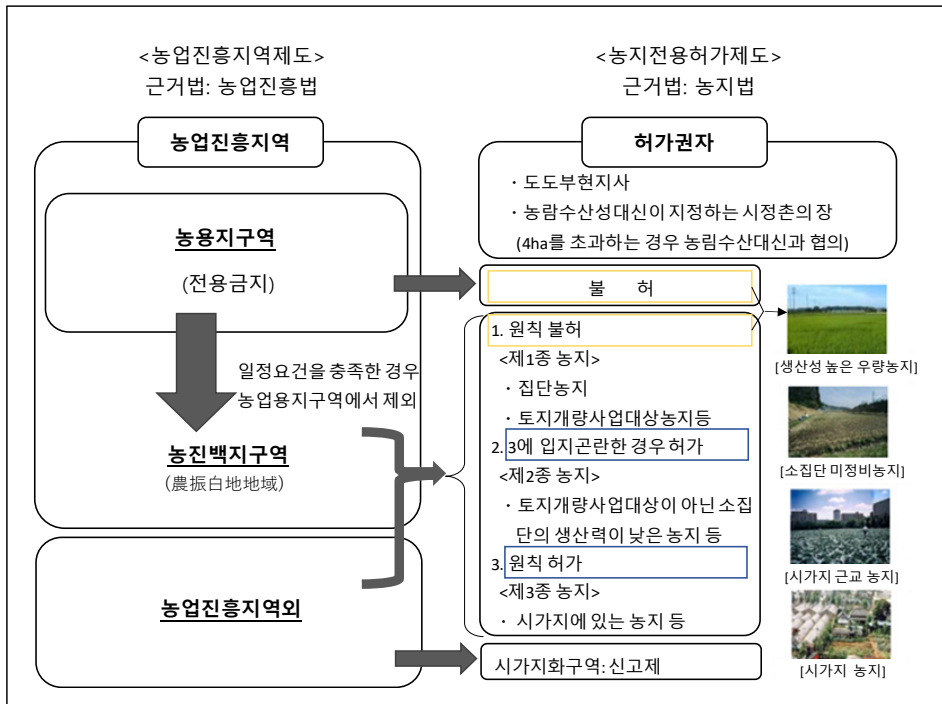 <농업진흥지역제도>
근거법: 농업진흥법
농업진흥지역
농용지구역
(전용금지)
일정요건을 충족한 경우
농업용지구역에서 제외
농진백지구역
(農振白地地域)
농업진흥지역외
<농지전용허가제도>
근거법: 농지법
허가권자
· 도도부현지사
· 농람수산성대신이 지정하는 시정촌의 장
(4ha를 초과하는 경우 농림수산대신과 협의)
불 허
1. 원칙 불허
<제1종 농지>
· 집단농지
· 토지개량사업대상농지등
2. 3에 입지곤란한 경우 허가
<제2종 농지>
· 토지개량사업대상이 아닌 소집
단의 생산력이 낮은 농지 등
3. 원칙 허가
<제3종 농지>
· 시가지에 있는 농지 등
시가지화구역: 신고제
[생산성 높은 우량농지]
[소집단 미정비농지]
[시가지 근교 농지]
[시가지 농지]